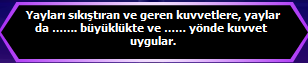 Yayları sıkıştıran ve geren kuvvetlere, yaylar
da ....... büyüklükte ve ...... yönde kuvvet
uygular.